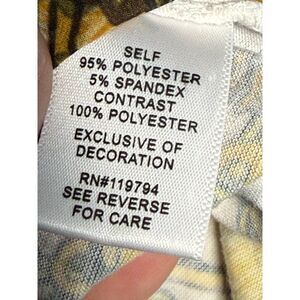 SELF
95% POLYESTER
5% SPANDEX
CONTRAST
100% POLYESTER
EXCLUSIVE OF
DECORATION
RN#119794
SEE REVERSE
FOR CARE